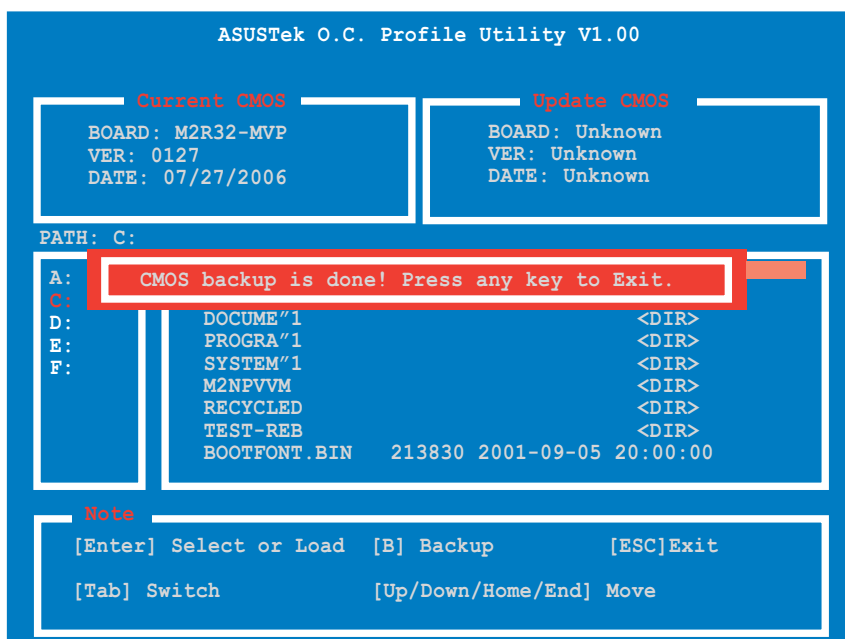 ASUSTek O.C. Profile Utility V1.00
Current CMOS
BOARD: M2R32-MVP
VER: 0127
DATE: 07/27/2006
Update CMOS
BOARD: Unknown
VER: Unknown
DATE: Unknown
PATH: C:
CMOS backup is done! Press any key to Exit.
A:
C:
D:
E:
F:
DOCUME”1 <DIR>
PROGRA”1 <DIR>
SYSTEM”1 <DIR>
M2NPVVM <DIR>
RECYCLED <DIR>
TEST-REB <DIR>
BOOTFONT.BIN 213830 2001-09-05 20:00:00
Note
[Enter] Select or Load [B] Backup [ESC]Exit
[Tab] Switch [Up/Down/Home/End] Move